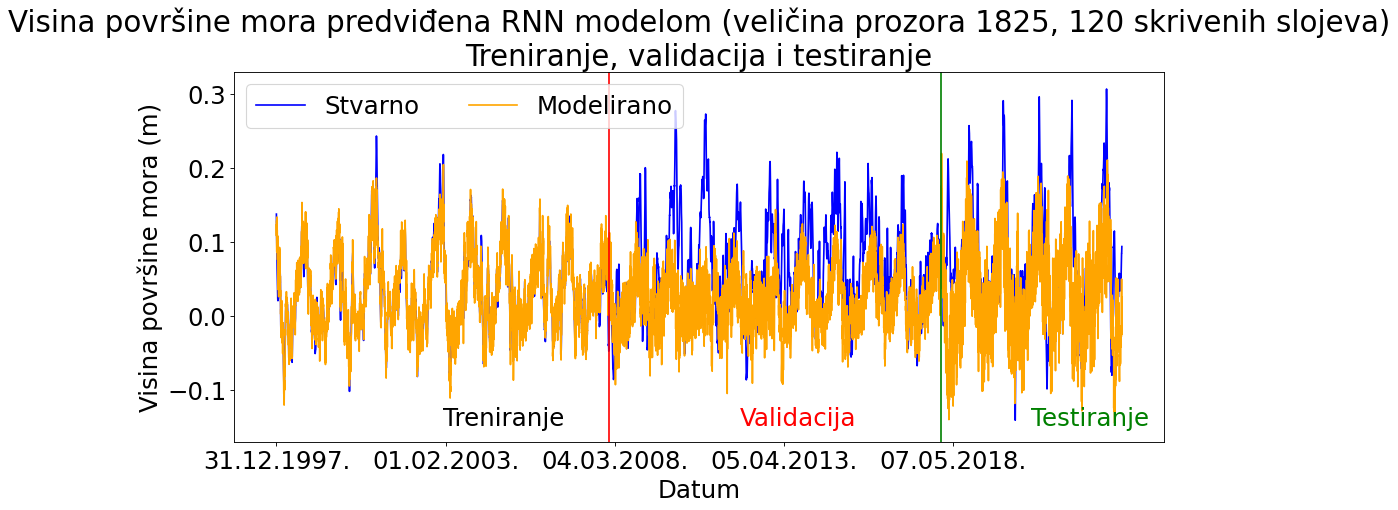 Visina površine mora predviđena RNN modelom (veličina prozora 1825, 120 skrivenih slojeva)
Treniranje, validacija i testiranje
Stvarno Modelirano
Visina površine mora (m)
0.3
0.2
0.1
0.0
−0.1
Treniranje Validacija Testiranje
31.12.1997. 01.02.2003. 04.03.2008. 05.04.2013. 07.05.2018.
Datum